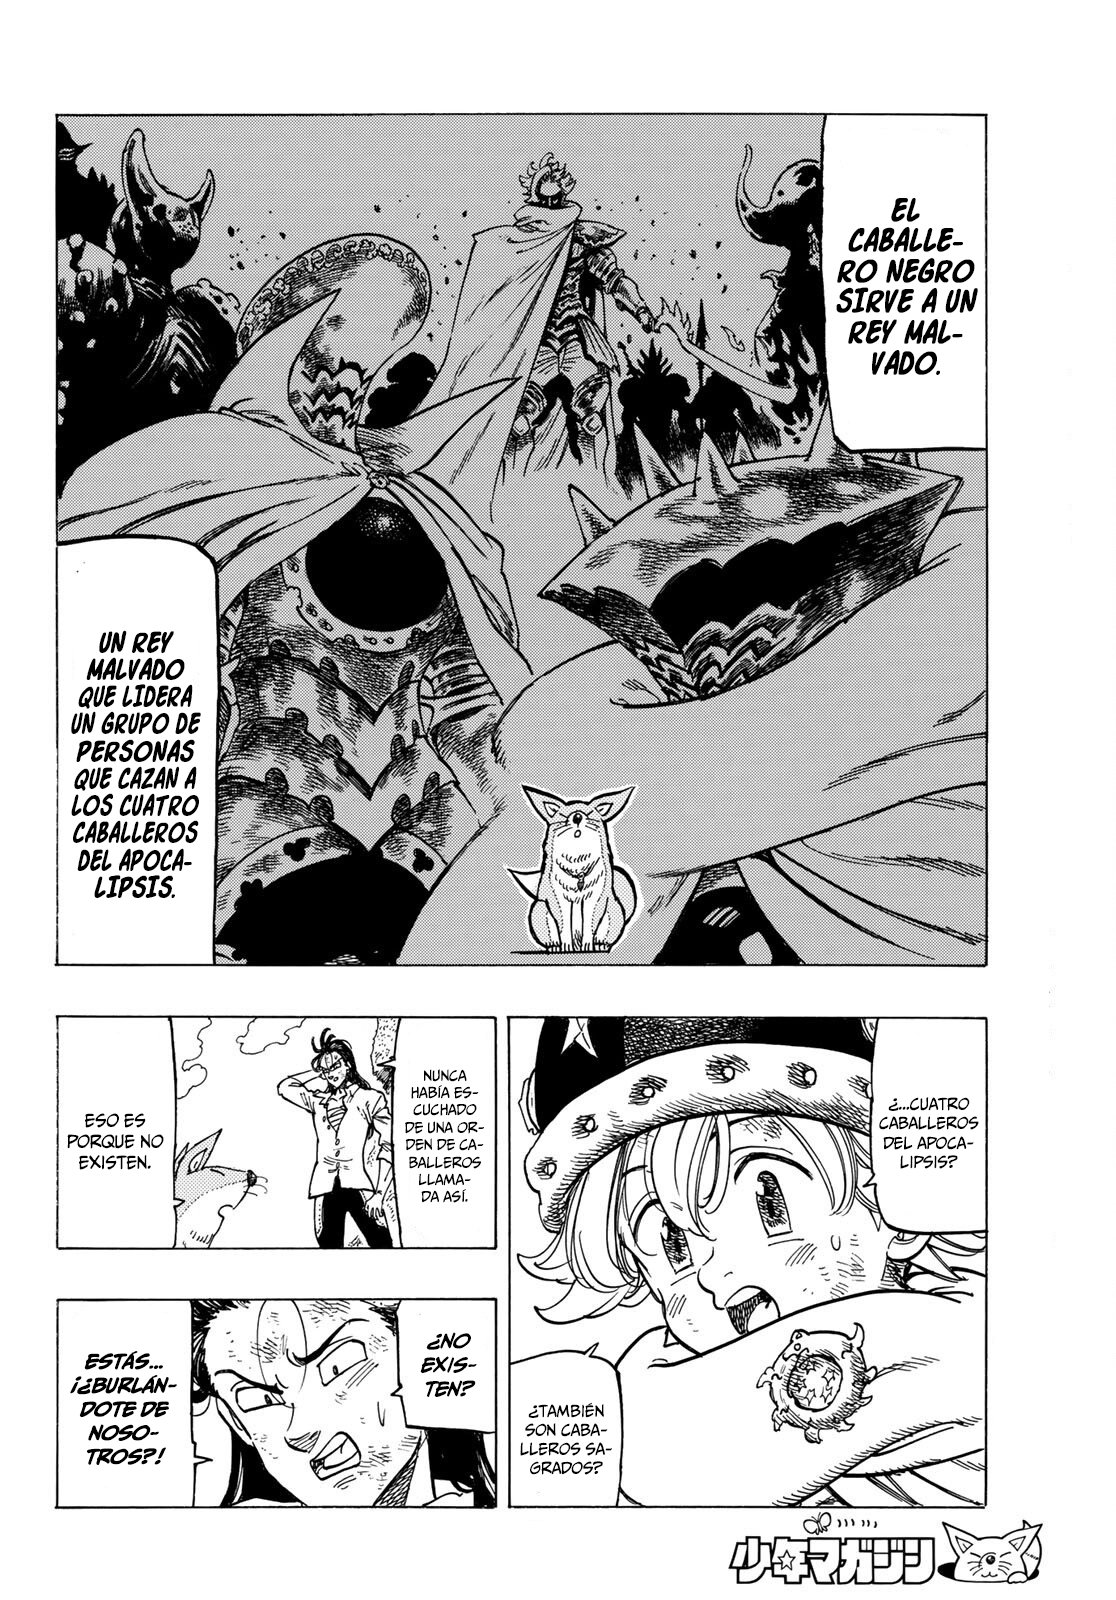 EL
CABALLE-
RO NEGRO
SIRVE A UN
REY MAL-
VADO.
UN REY
MALVADO
QUE LIDERA
UN GRUPO DE
PERSONAS
QUE CAZAN A
LOS CUATRO
CABALLEROS
DEL APOCA-
LIPSIS.
¿...CUATRO
CABALLEROS
DEL APOCA-
LIPSIS?
¿TAMBIÉN
SON CABA-
LLEROS SA-
GRADOS?
NUNCA
HABÍA ES-
CUCHADO
DE UNA OR-
DEN DE CA-
BALLEROS
LLAMA-
DA ASÍ.
ESO ES
PORQUE NO
EXISTEN.
¿NO
EXIS-
TEN?
ESTÁS...
¡¿BURLÁN-
DOTE DE
NOSO-
TROS?!
少年マガジン